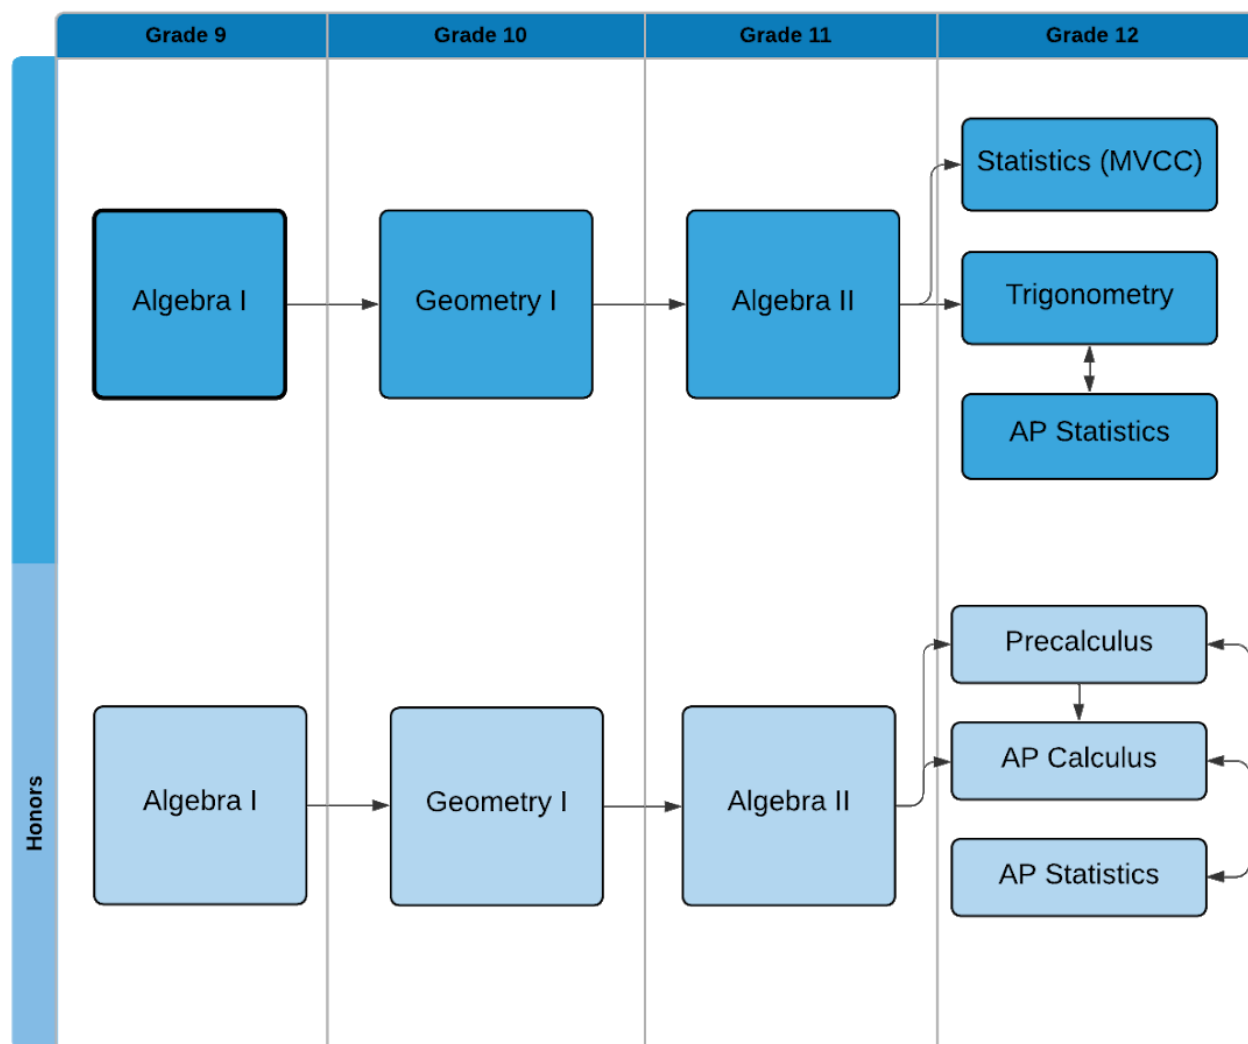 Grade 9
Grade 10
Grade 11
Grade 12
Statistics (MVCC)
Algebra I
Geometry I
Algebra II
Trigonometry
AP Statistics
Honors
Precalculus
Algebra I
Geometry I
Algebra II
AP Calculus
AP Statistics